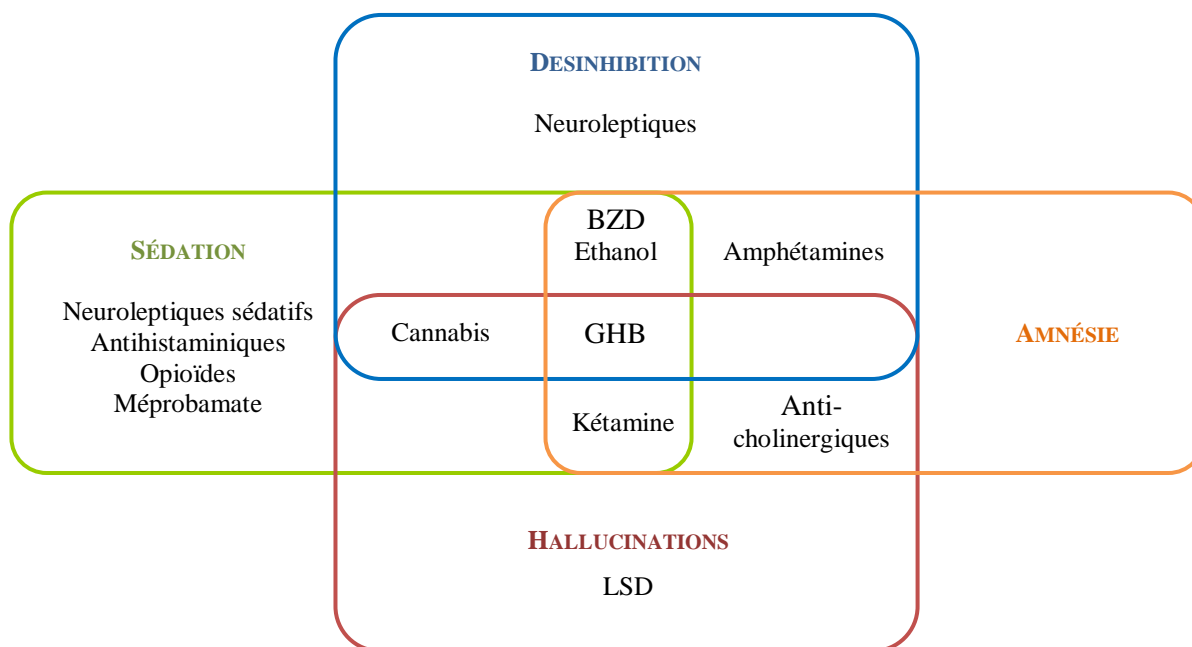 DESINHIBITION
Neuroleptiques
SÉDATION
Neuroleptiques sédatifs
Antihistaminiques
Opioïdes
Méprobamate
BZD
Ethanol
Amphétamines
Cannabis
GHB
AMNÉSIE
Kétamine
Anti-
cholinergiques
HALLUCINATIONS
LSD